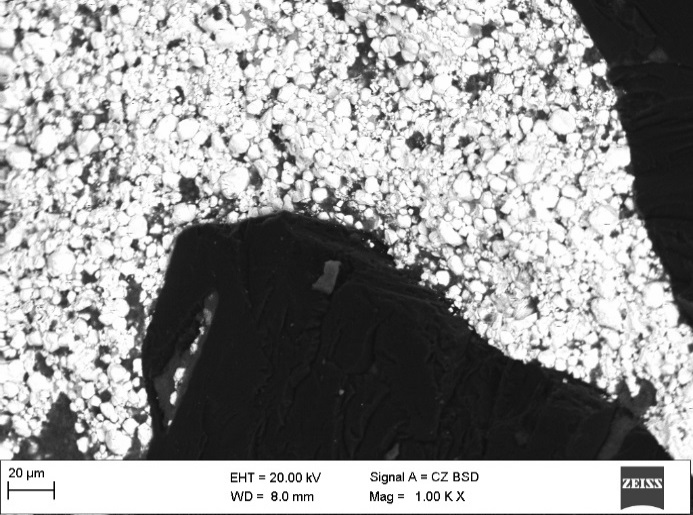 20 µm
EHT = 20.00 kV
WD = 8.0 mm
Signal A = CZ BSD
Mag = 1.00 K X
ZEISS